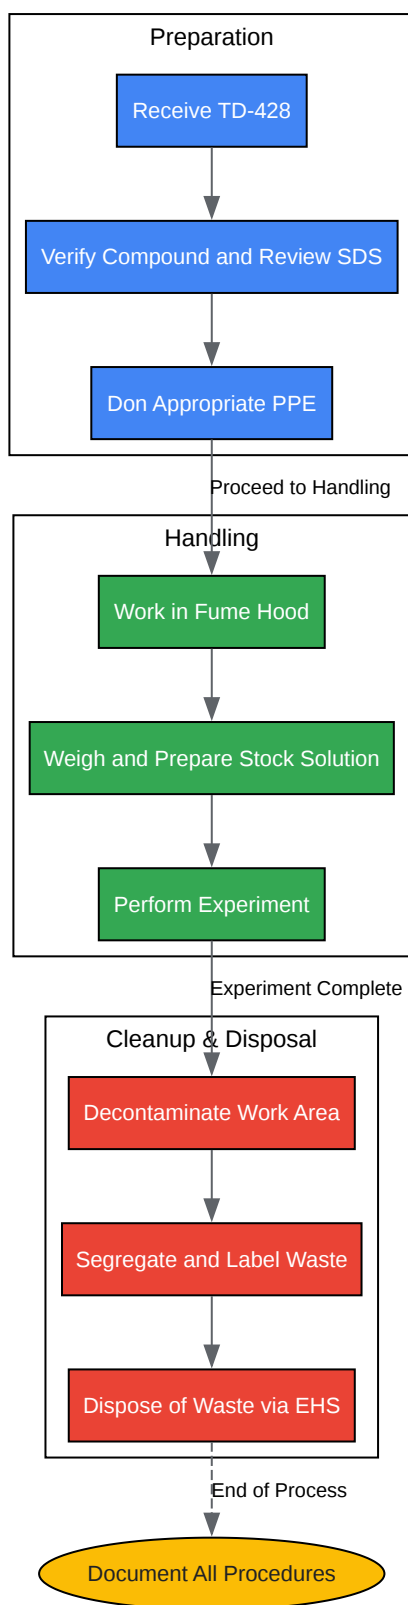 Preparation
Receive TD-428
Verify Compound and Review SDS
Don Appropriate PPE
Proceed to Handling
Handling
Work in Fume Hood
Weigh and Prepare Stock Solution
Perform Experiment
Experiment Complete
Cleanup & Disposal
Decontaminate Work Area
Segregate and Label Waste
Dispose of Waste via EHS
End of Process
Document All Procedures